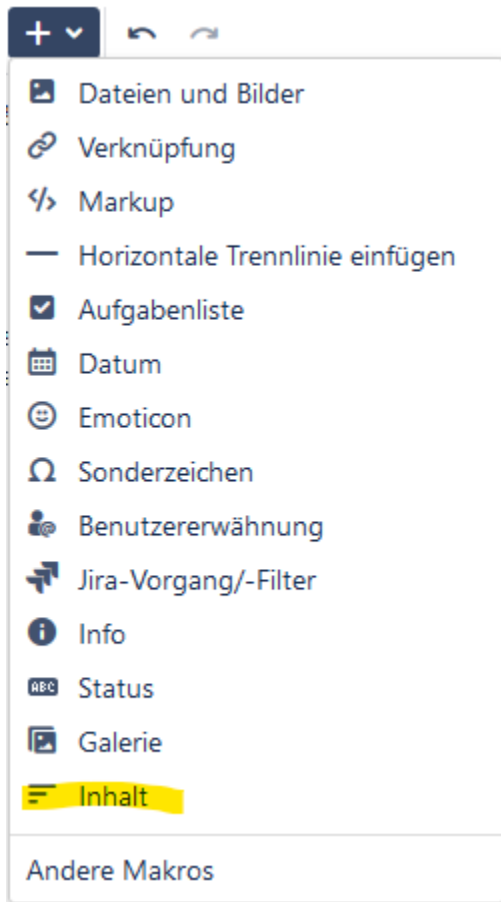 Dateien und Bilder
Verknüpfung
Markup
Horizontale Trennlinie einfügen
Aufgabenliste
Datum
Emoticon
Sonderzeichen
Benutzererwähnung
Jira-Vorgang/-Filter
Info
ABC Status
Galerie
Inhalt
Andere Makros